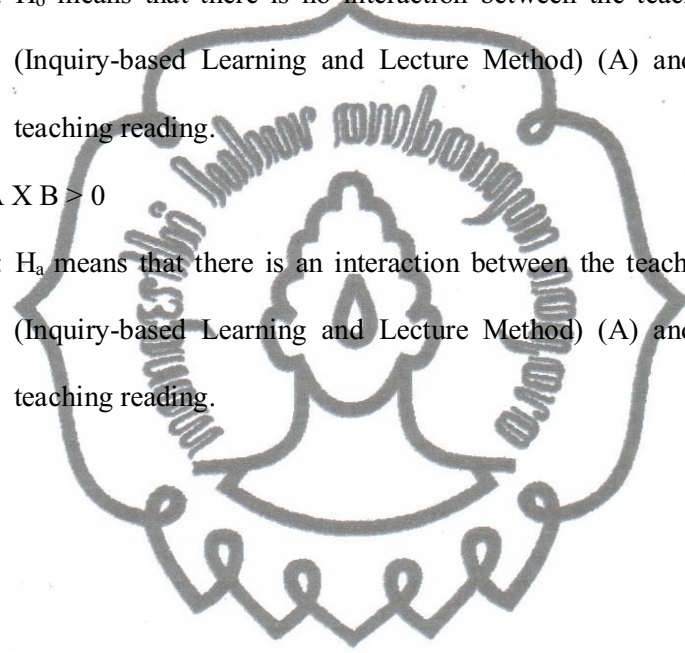 : H₀ means that there is no interaction between the teach
(Inquiry-based Learning and Lecture Method) (A) and
teaching reading.
A X B > 0
: Hₐ means that there is an interaction between the teach
(Inquiry-based Learning and Lecture Method) (A) and
teaching reading.